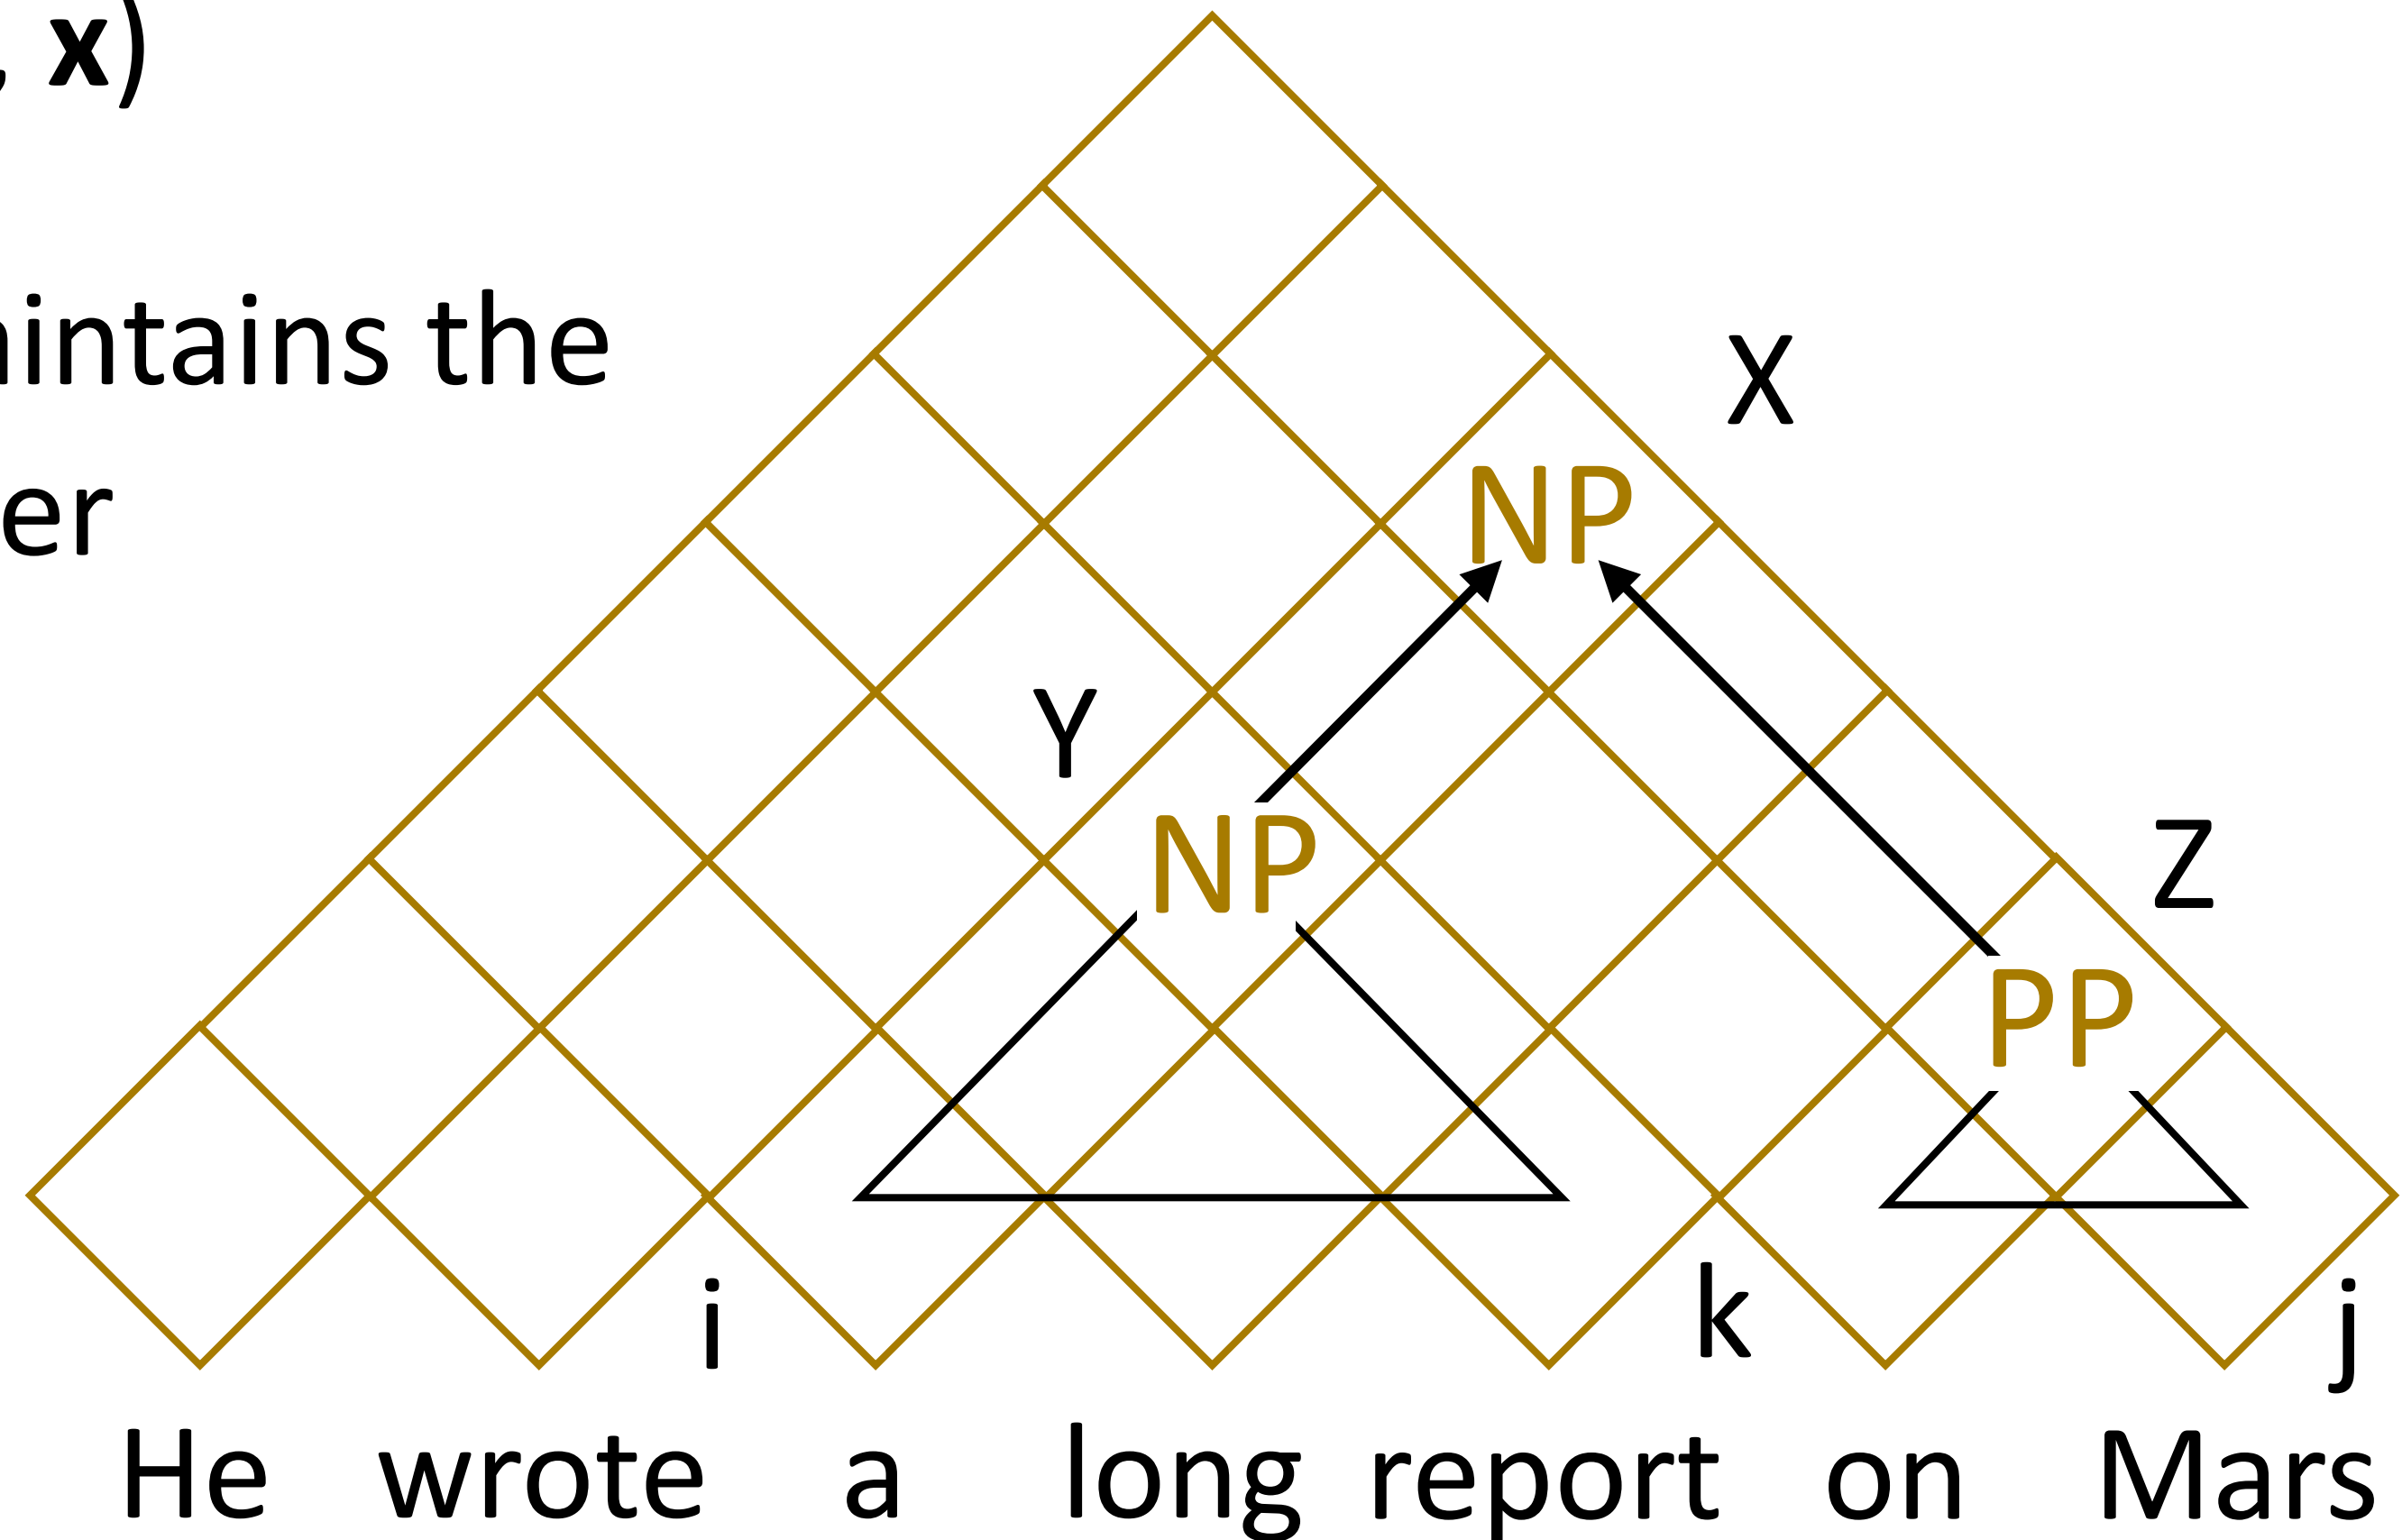 , x)
intains the
er
X
NP
Y
NP
Z
PP
i
k
j
He wrote a long report on Mars